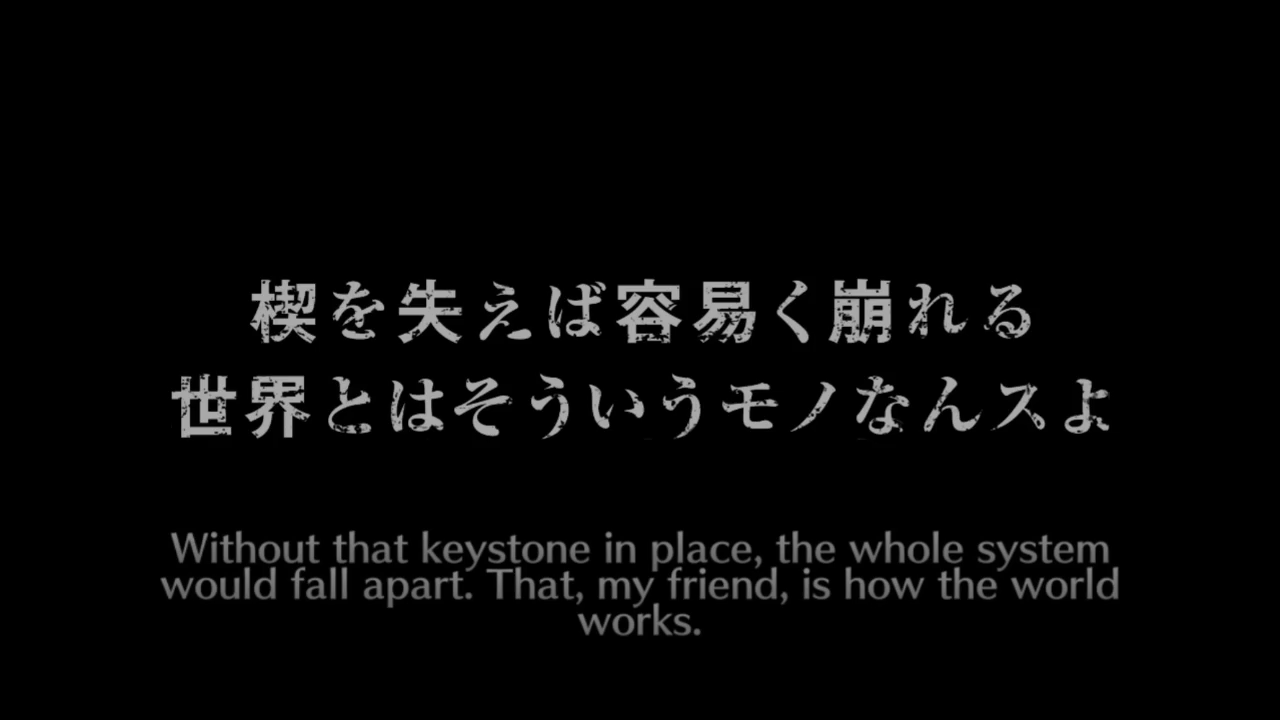 楔を失えば容易く崩れる
世界とはそういうモノなんスよ
Without that keystone in place, the whole system
would fall apart. That, my friend, is how the world
works.